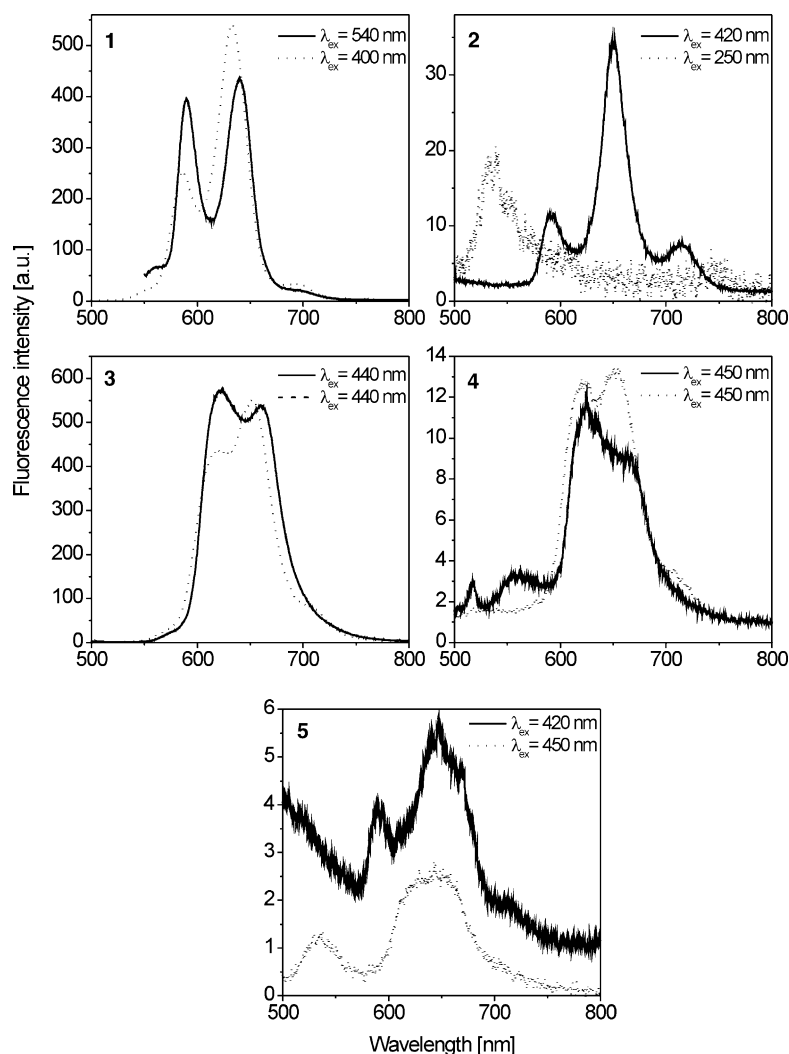 1
λex = 540 nm
λex = 400 nm
500
400
300
200
100
0
500 600 700 800
2
λex = 420 nm
λex = 250 nm
30
20
10
0
500 600 700 800
Fluorescence intensity [a.u.]
3
λex = 440 nm
λex = 440 nm
600
500
400
300
200
100
0
500 600 700 800
4
λex = 450 nm
λex = 450 nm
14
12
10
8
6
4
2
0
500 600 700 800
5
λex = 420 nm
λex = 450 nm
6
5
4
3
2
1
0
500 600 700 800
Wavelength [nm]